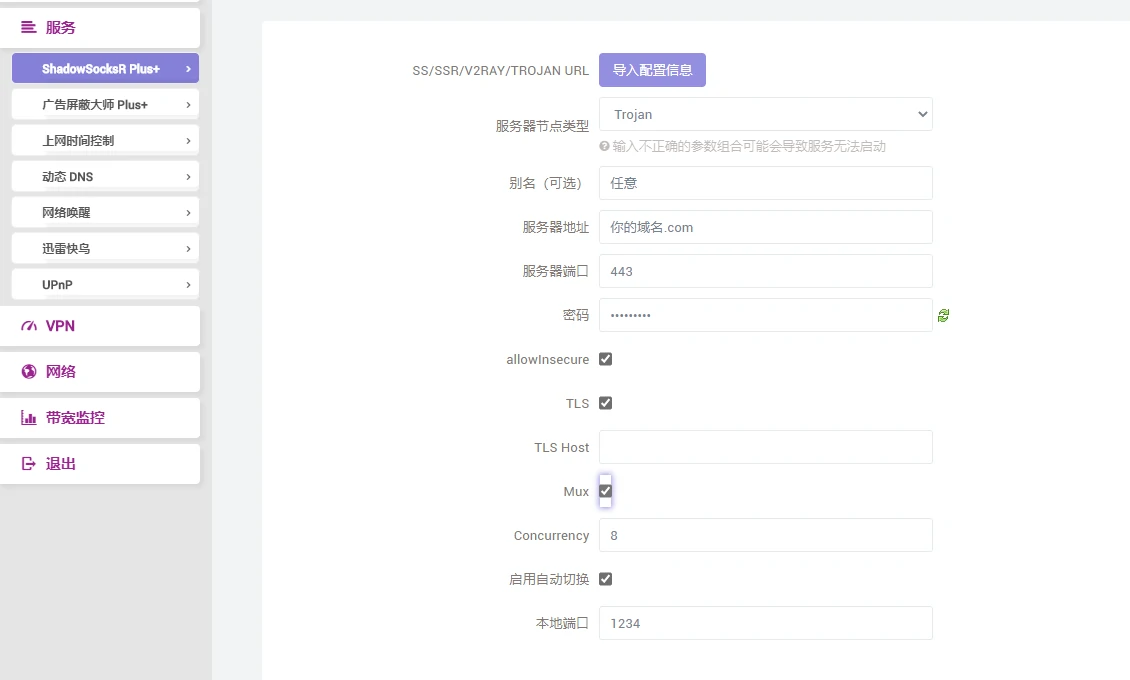 服务
ShadowSocksR Plus+
广告屏蔽大师 Plus+
上网时间控制
动态 DNS
网络唤醒
迅雷快鸟
UPnP
VPN
网络
带宽监控
退出
SS/SSR/V2RAY/TROJAN URL 导入配置信息
服务器节点类型 Trojan
输入不正确的参数组合可能会导致服务无法启动
别名（可选） 任意
服务器地址 你的域名.com
服务器端口 443
密码 •••••••••
allowInsecure
TLS
TLS Host
Mux
Concurrency 8
启用自动切换
本地端口 1234